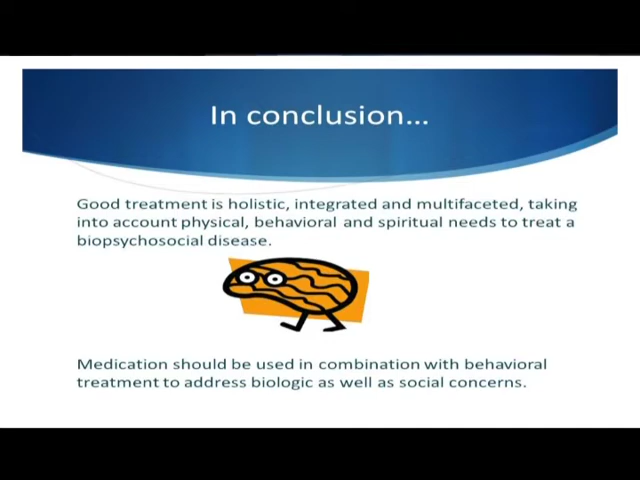 In conclusion...
Good treatment is holistic, integrated and multifaceted, taking
into account physical, behavioral and spiritual needs to treat a
biopsychosocial disease.
Medication should be used in combination with behavioral
treatment to address biologic as well as social concerns.